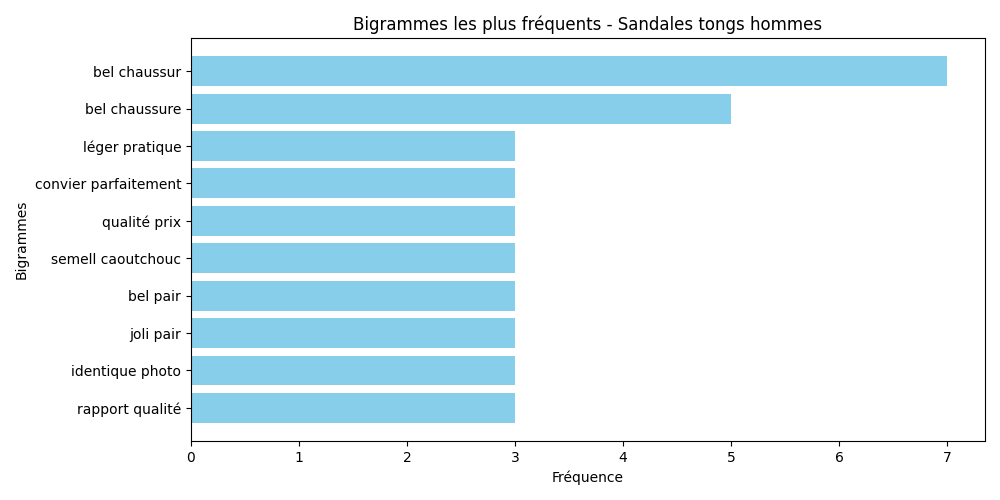 Bigrammes les plus fréquents - Sandales tongs hommes
bel chaussur
bel chaussure
léger pratique
convier parfaitement
qualité prix
semell caoutchouc
bel pair
joli pair
identique photo
rapport qualité
Bigrammes
0 1 2 3 4 5 6 7
Fréquence